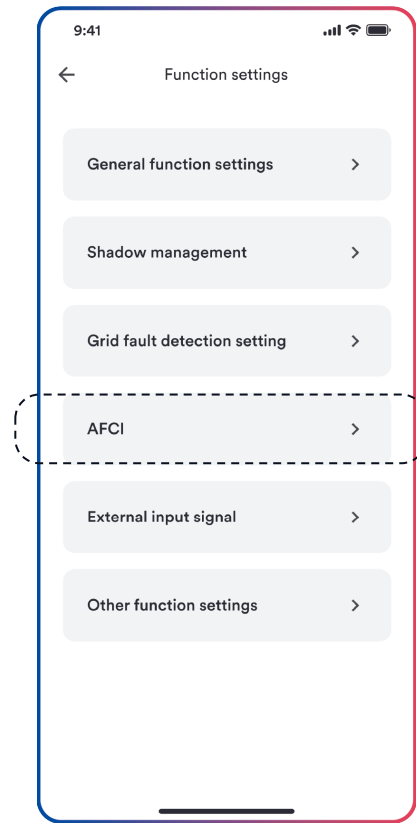 9:41
Function settings
General function settings
Shadow management
Grid fault detection setting
AFCI
External input signal
Other function settings